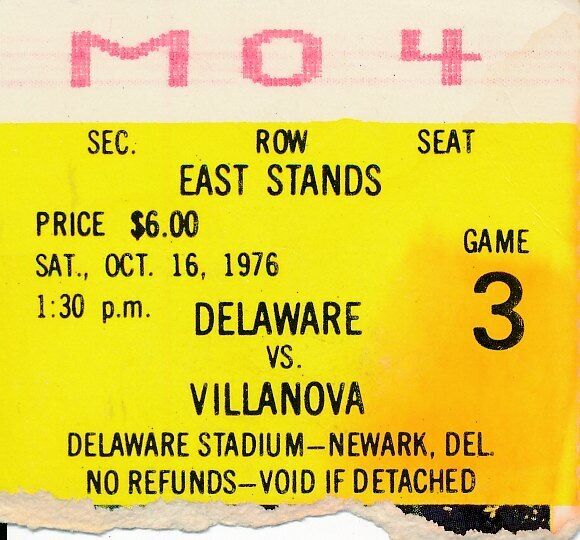 M O 4
SEC. ROW SEAT
EAST STANDS
PRICE $6.00
SAT., OCT. 16, 1976
1:30 p.m.
GAME
3
DELAWARE
VS.
VILLANOVA
DELAWARE STADIUM—NEWARK, DEL.
NO REFUNDS—VOID IF DETACHED